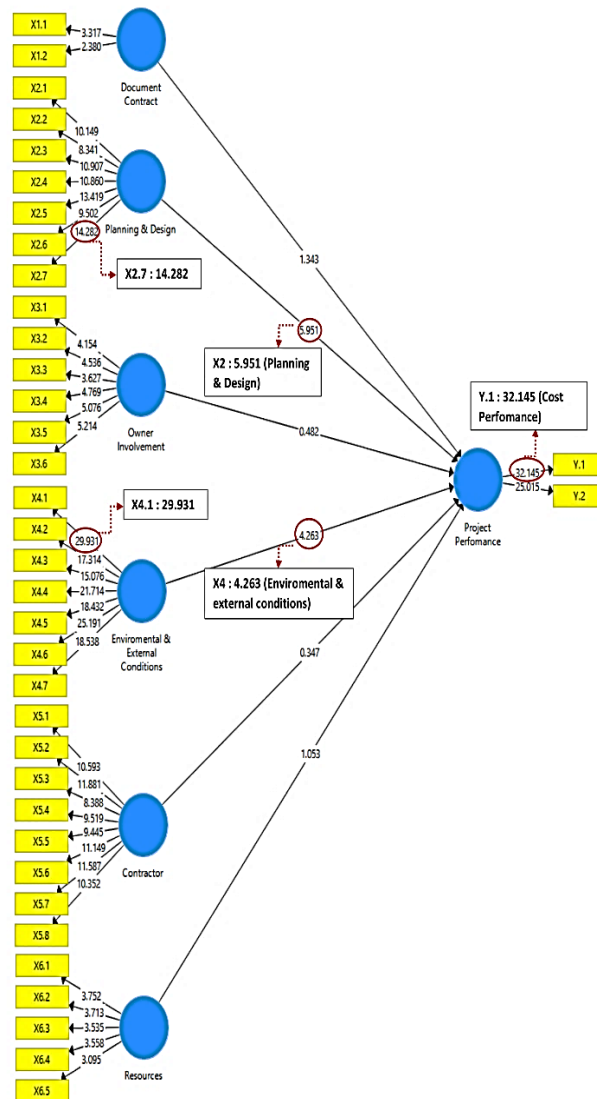 X1.1
3.317
X1.2
2.380
Document
Contract
X2.1
X2.2
10.149
X2.3
8.341
10.907
X2.4
10.860
X2.5
13.419
9.502
X2.6
14.282
X2.7
Planning & Design
X2.7 : 14.282
1.343
5.951
X2 : 5.951 (Planning
& Design)
X3.1
X3.2
4.154
X3.3
4.536
3.627
X3.4
4.769
X3.5
5.076
5.214
X3.6
Owner
Involvement
0.482
Y.1 : 32.145 (Cost
Perfomance)
32.145
Y.1
25.015
Y.2
Project
Perfomance
X4.1
X4.2
29.931
X4.3
17.314
15.076
X4.4
21.714
X4.5
18.432
25.191
X4.6
18.538
X4.7
Enviromental &
External
Conditions
X4.1 : 29.931
4.263
X4 : 4.263 (Enviromental &
external conditions)
0.347
X5.1
X5.2
10.593
X5.3
11.881
8.388
X5.4
9.519
X5.5
9.445
X5.6
11.149
11.587
X5.7
10.352
X5.8
Contractor
1.053
X6.1
X6.2
3.752
3.713
X6.3
3.535
X6.4
3.558
3.095
X6.5
Resources